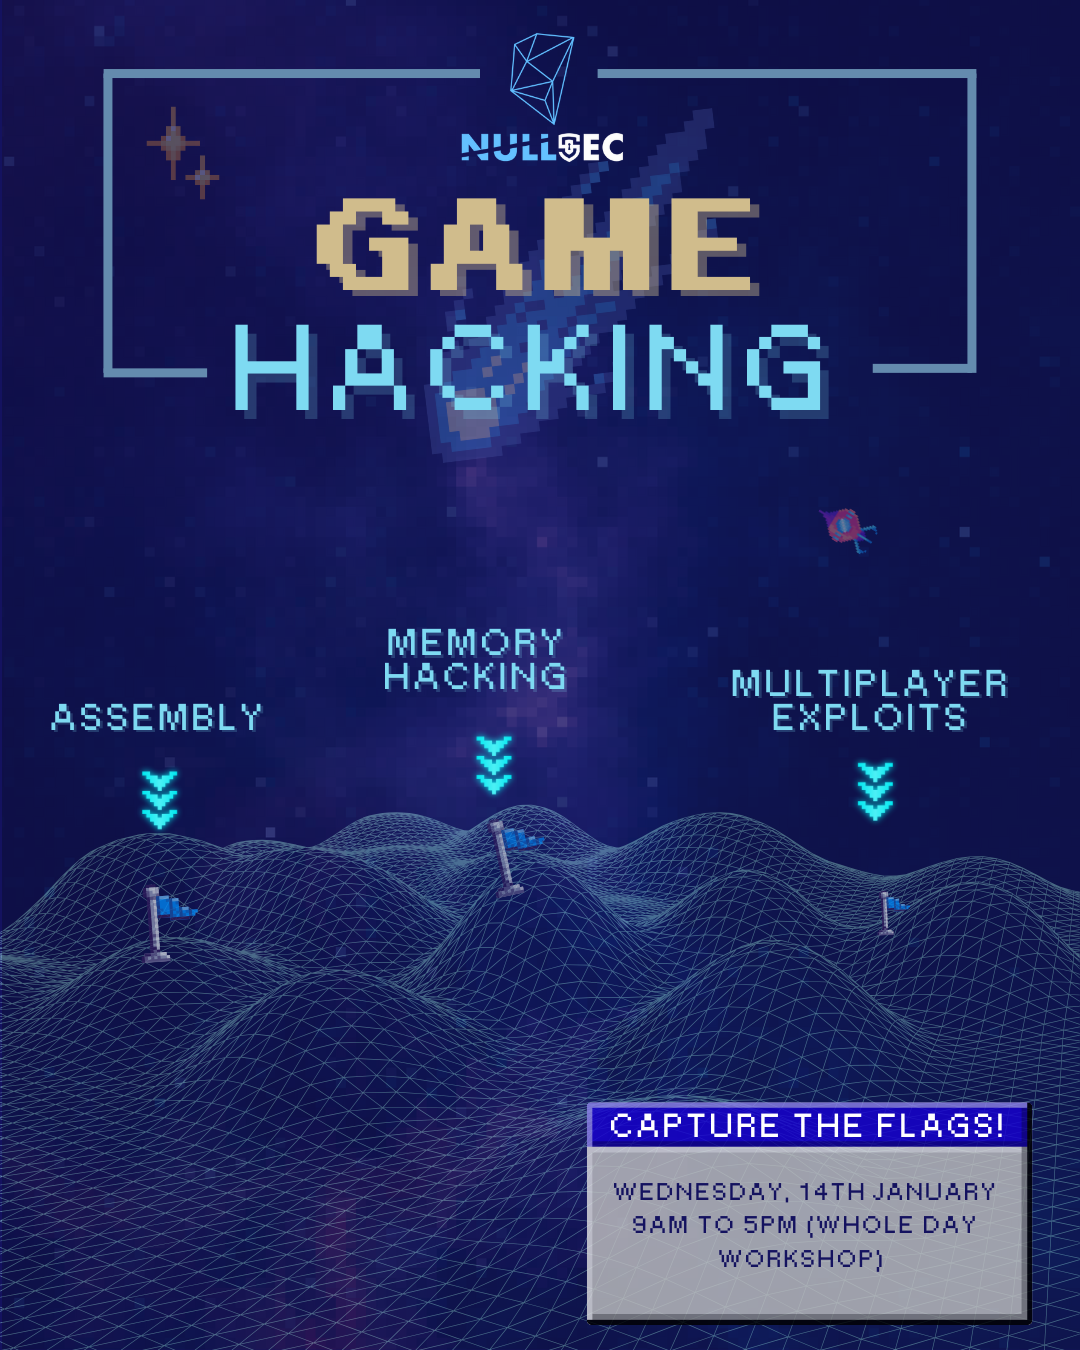 NULLSEC
GAME
HACKING
MEMORY
HACKING
MULTIPLAYER
EXPLOITS
ASSEMBLY
CAPTURE THE FLAGS!
WEDNESDAY, 14TH JANUARY
9AM TO 5PM (WHOLE DAY
WORKSHOP)